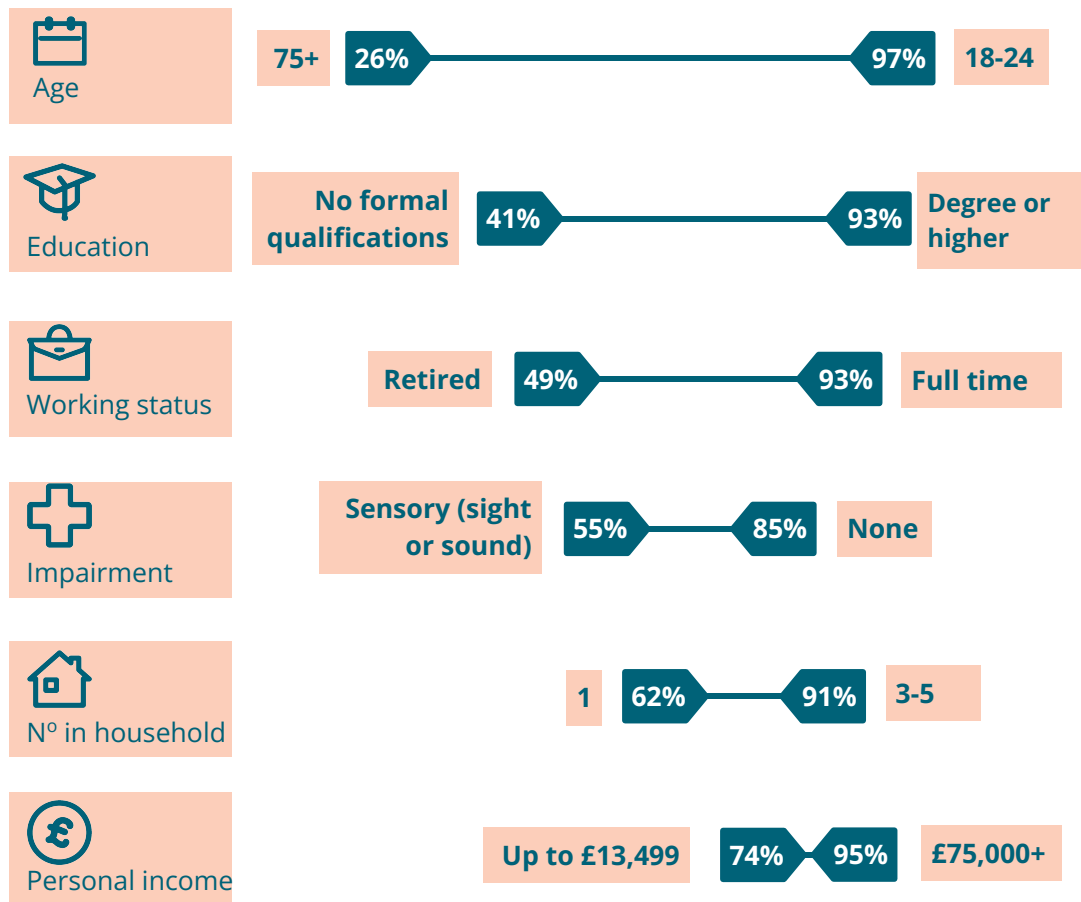 Age
75+
26%
97%
18-24
Education
No formal
qualifications
41%
93%
Degree or
higher
Working status
Retired
49%
93%
Full time
Impairment
Sensory (sight
or sound)
55%
85%
None
Nº in household
1
62%
91%
3-5
Personal income
Up to £13,499
74%
95%
£75,000+